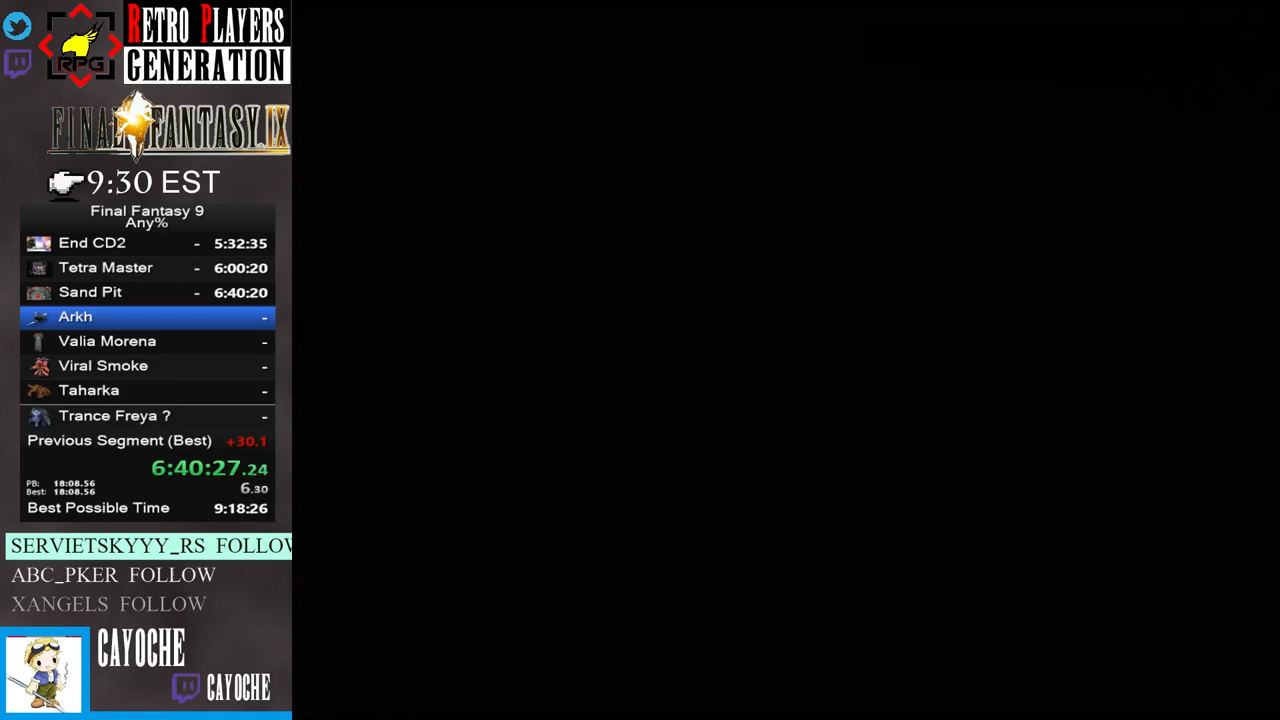 RETRO PLAYERS
RPG
GENERATION
FINAL FANTASY IX
9:30 EST
Final Fantasy 9
Any%
End CD2 - 5:32:35
Tetra Master - 6:00:20
Sand Pit - 6:40:20
Arkh -
Valia Morena -
Viral Smoke -
Taharka -
Trance Freya ? -
Previous Segment (Best) +30.1
6:40:27.24
PB: 18:08.56
Best: 18:08.56
6.30
Best Possible Time 9:18:26
SERVIETSKYYY_RS FOLLOW
ABC_PKER FOLLOW
XANGELS FOLLOW
CAYOCHE
CAYOCHE